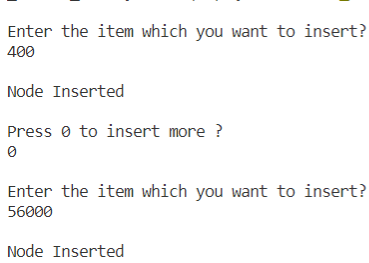 Enter the item which you want to insert?
400
Node Inserted
Press 0 to insert more ?
0
Enter the item which you want to insert?
56000
Node Inserted